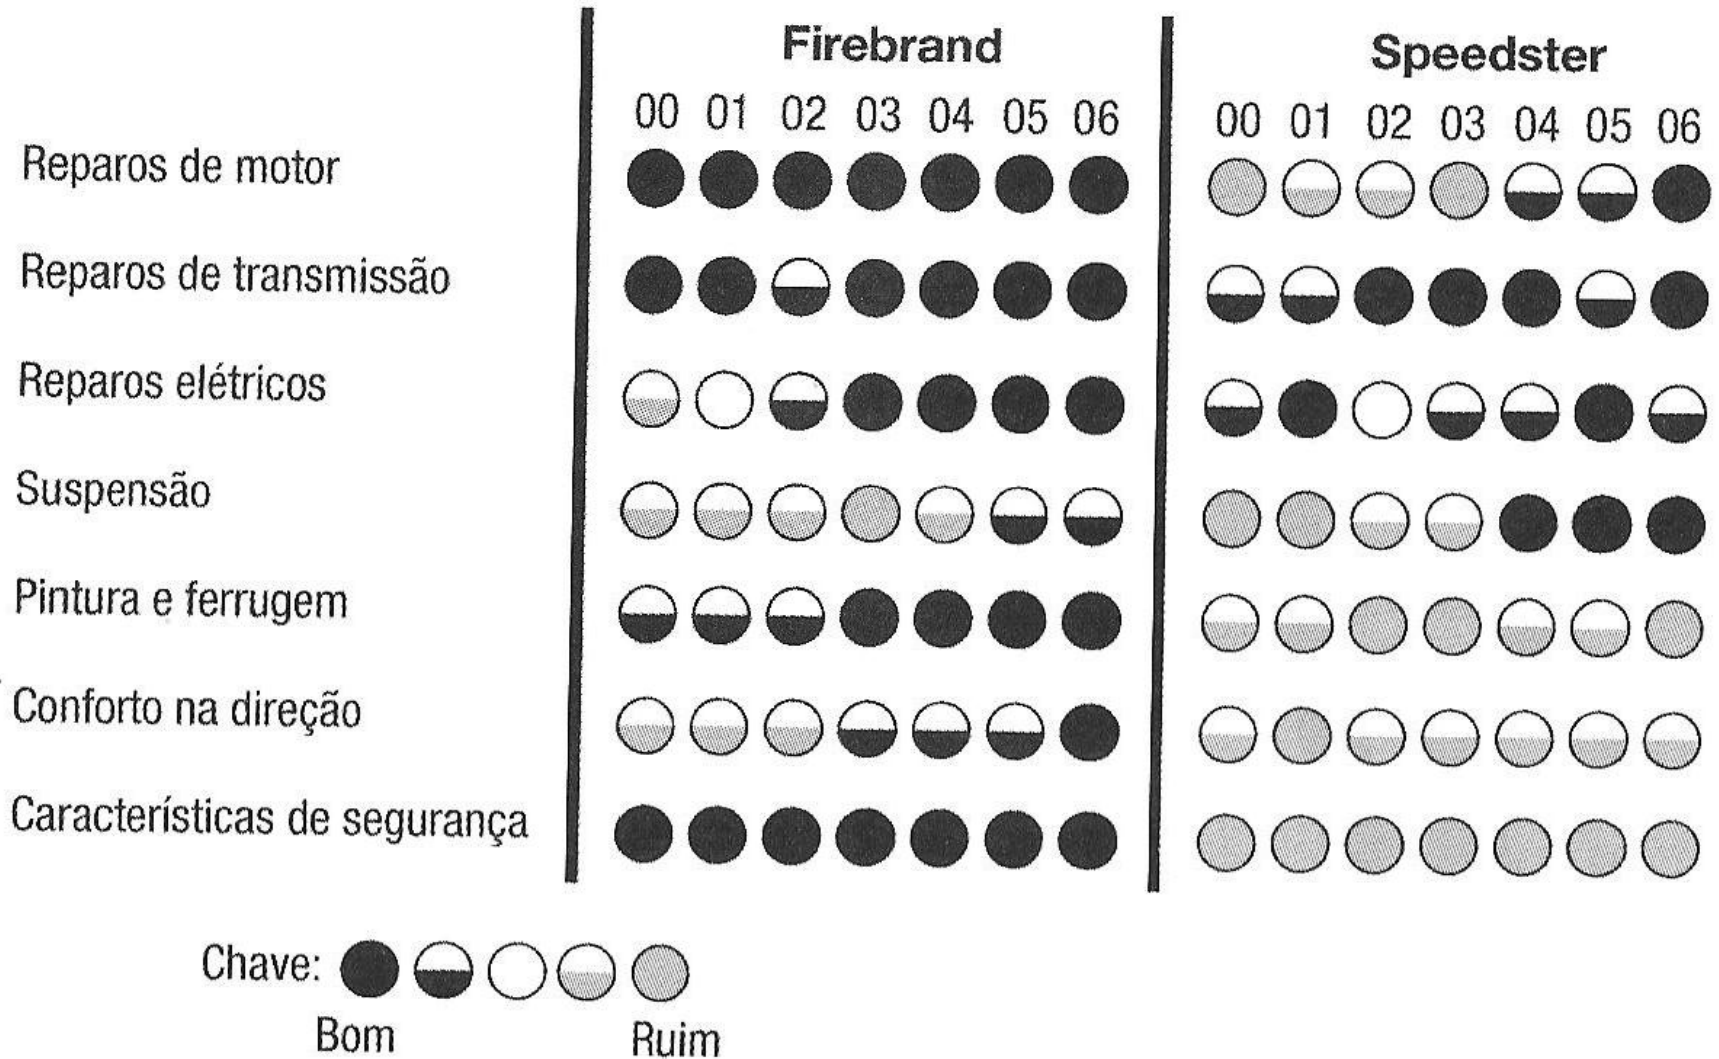 Firebrand Speedster
00 01 02 03 04 05 06 00 01 02 03 04 05 06
Reparos de motor
Reparos de transmissão
Reparos elétricos
Suspensão
Pintura e ferrugem
Conforto na direção
Características de segurança
Chave:
Bom Ruim